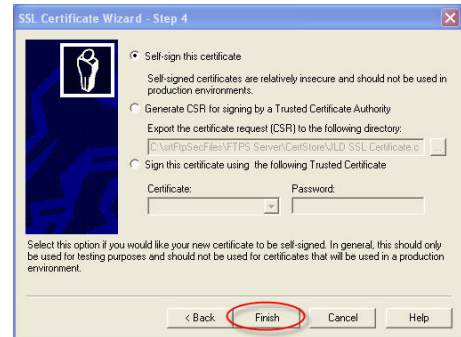 SSL Certificate Wizard - Step 4
Self-sign this certificate
Self-signed certificates are relatively insecure and should not be used in
production environments.
Generate CSR for signing by a Trusted Certificate Authority
Export the certificate request (CSR) to the following directory:
C:\srtFtpSecFiles\FTPS Server\CertStore\JLD SSL Certificate.c ...
Sign this certificate using the following Trusted Certificate
Certificate: Password:
Select this option if you would like your new certificate to be self-signed. In general, this should only
be used for testing purposes and should not be used for certificates that will be used in a production
environment.
< Back Finish Cancel Help